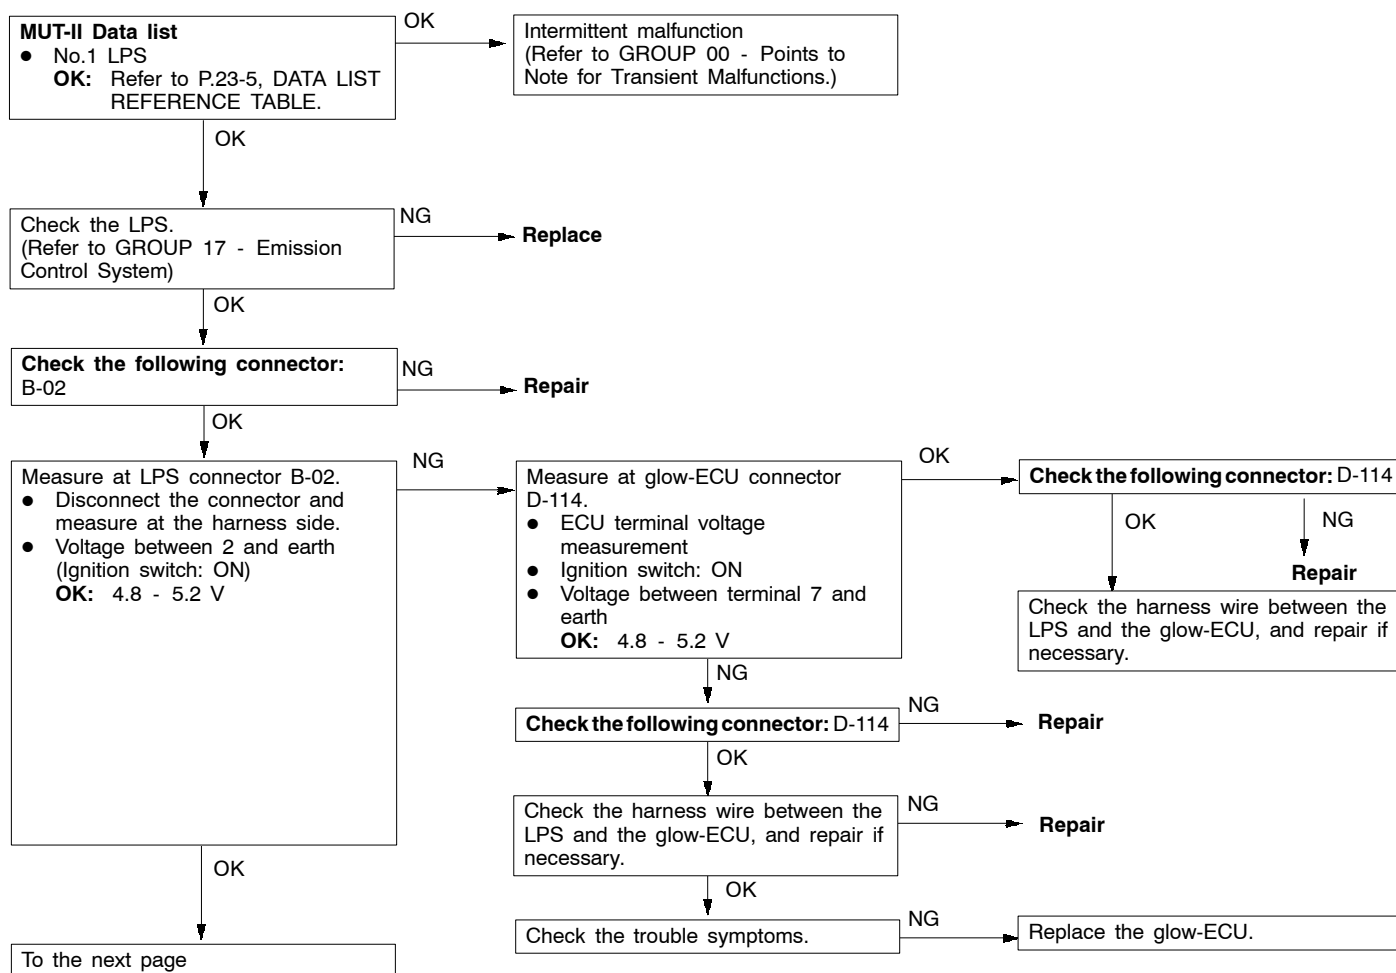 MUT-II Data list
● No.1 LPS
OK: Refer to P.23-5, DATA LIST
REFERENCE TABLE.
OK
Intermittent malfunction
(Refer to GROUP 00 - Points to
Note for Transient Malfunctions.)
OK
Check the LPS.
(Refer to GROUP 17 - Emission
Control System)
NG
Replace
OK
Check the following connector:
B-02
NG
Repair
OK
Measure at LPS connector B-02.
● Disconnect the connector and
measure at the harness side.
● Voltage between 2 and earth
(Ignition switch: ON)
OK: 4.8 - 5.2 V
NG
Measure at glow-ECU connector
D-114.
● ECU terminal voltage
measurement
● Ignition switch: ON
● Voltage between terminal 7 and
earth
OK: 4.8 - 5.2 V
OK
Check the following connector: D-114
OK
NG
Repair
Check the harness wire between the
LPS and the glow-ECU, and repair if
necessary.
NG
Check the following connector: D-114
NG
Repair
OK
Check the harness wire between the
LPS and the glow-ECU, and repair if
necessary.
NG
Repair
OK
Check the trouble symptoms.
NG
Replace the glow-ECU.
OK
To the next page